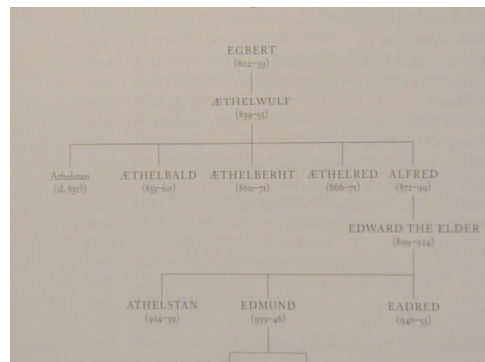 EGBERT
(802–39)
ÆTHELWULF
(839–55)
Athelstan ÆTHELBALD ÆTHELBERHT ÆTHELRED ALFRED
(d. 851?) (855–60) (860–71) (866–71) (871–99)
EDWARD THE ELDER
(899–924)
ATHELSTAN EDMUND EADRED
(924–39) (939–46) (946–55)